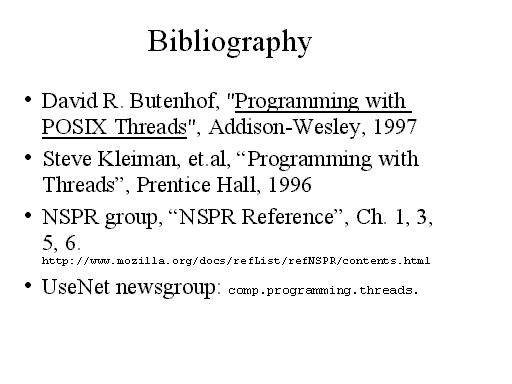 Bibliography
• David R. Butenhof, "Programming with
POSIX Threads", Addison-Wesley, 1997
• Steve Kleiman, et.al, “Programming with
Threads”, Prentice Hall, 1996
• NSPR group, “NSPR Reference”, Ch. 1, 3,
5, 6.
http://www.mozilla.org/docs/refList/refNSPR/contents.html
• UseNet newsgroup: comp.programming.threads.